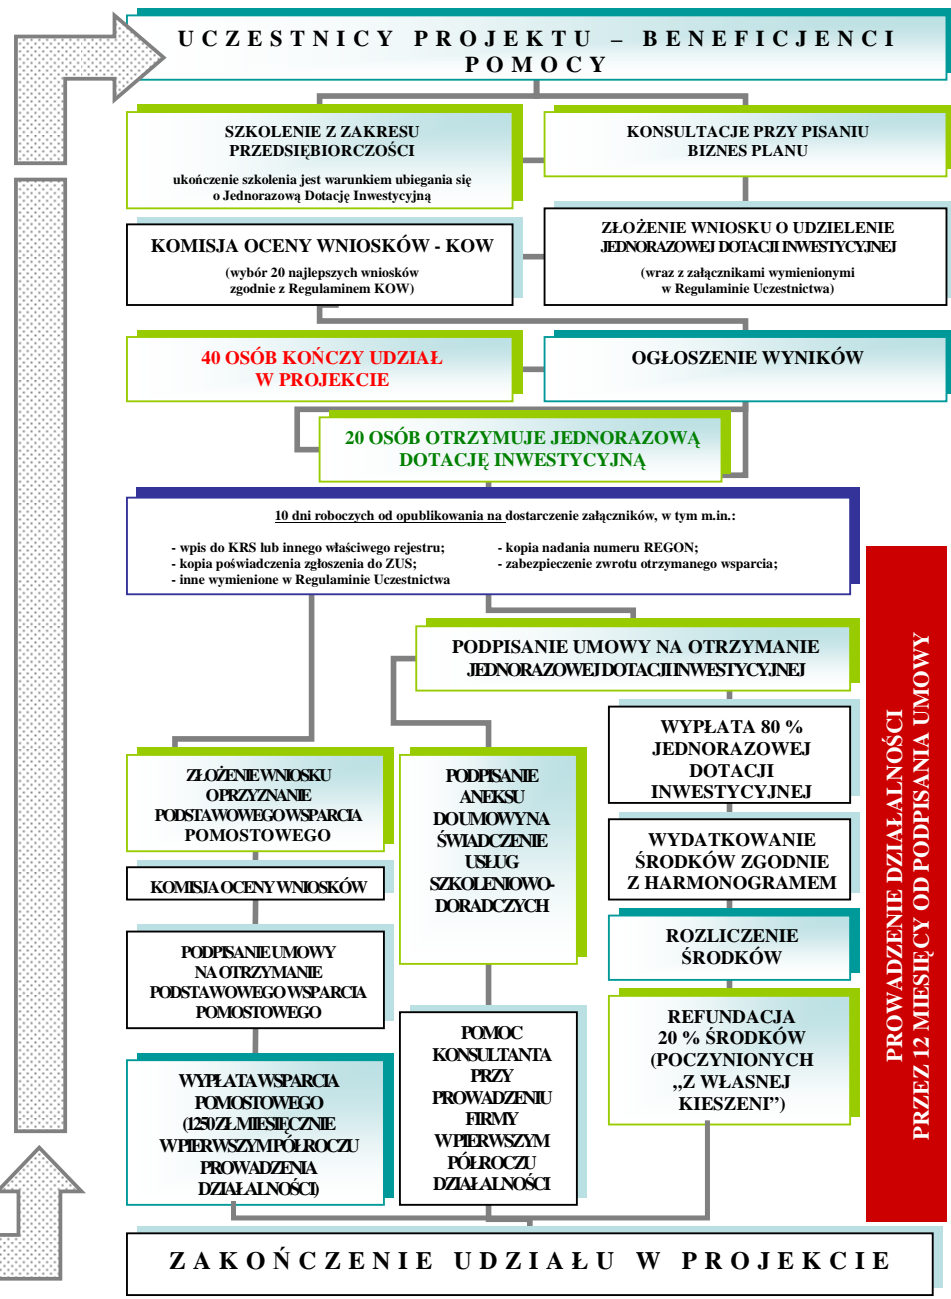 UCZESTNICY PROJEKTU – BENEFICJENCI
POMOCY
SZKOLENIE Z ZAKRESU
PRZEDSIĘBIORCZOŚCI
ukończenie szkolenia jest warunkiem ubiegania się
o Jednorazową Dotację Inwestycyjną
KONSULTACJE PRZY PISANIU
BIZNES PLANU
KOMISJA OCENY WNIOSKÓW - KOW
(wybór 20 najlepszych wniosków
zgodnie z Regulaminem KOW)
ZŁOŻENIE WNIOSKU O UDZIELENIE
JEDNORAZOWEJ DOTACJI INWESTYCYJNEJ
(wraz z załącznikami wymienionymi
w Regulaminie Uczestnictwa)
40 OSÓB KOŃCZY UDZIAŁ
W PROJEKCIE
OGŁOSZENIE WYNIKÓW
20 OSÓB OTRZYMUJE JEDNORAZOWĄ
DOTACJĘ INWESTYCYJNĄ
10 dni roboczych od opublikowania na dostarczenie załączników, w tym m.in.:
- wpis do KRS lub innego właściwego rejestru;
- kopia poświadczenia zgłoszenia do ZUS;
- inne wymienione w Regulaminie Uczestnictwa
- kopia nadania numeru REGON;
- zabezpieczenie zwrotu otrzymanego wsparcia;
PODPISANIE UMOWY NA OTRZYMANIE
JEDNORAZOWEJ DOTACJI INWESTYCYJNEJ
ZŁOŻENIE WNIOSKU
O PRZYZNANIE
PODSTAWOWEGO WSPARCIA
POMOSTOWEGO
KOMISJA OCENY WNIOSKÓW
PODPISANIE UMOWY
NA OTRZYMANIE
PODSTAWOWEGO WSPARCIA
POMOSTOWEGO
WYPŁATA WSPARCIA
POMOSTOWEGO
(1250 ZŁ MIESIĘCZNIE
W PIERWSZYM PÓŁROCZU
PROWADZENIA
DZIAŁALNOŚCI)
PODPISANIE
ANEKSU
DO UMOWY NA
ŚWIADCZENIE
USŁUG
SZKOLENIOWO-
DORADCZYCH
POMOC
KONSULTANTA
PRZY
PROWADZENIU
FIRMY
W PIERWSZYM
PÓŁROCZU
DZIAŁALNOŚCI
WYPŁATA 80 %
JEDNORAZOWEJ
DOTACJI
INWESTYCYJNEJ
WYDATKOWANIE
ŚRODKÓW ZGODNIE
Z HARMONOGRAMEM
ROZLICZENIE
ŚRODKÓW
REFUNDACJA
20 % ŚRODKÓW
(POCZYNIONYCH
„Z WŁASNEJ
KIESZENI”)
PROWADZENIE DZIAŁALNOŚCI
PRZEZ 12 MIESIĘCY OD PODPISANIA UMOWY
ZAKOŃCZENIE UDZIAŁU W PROJEKCIE